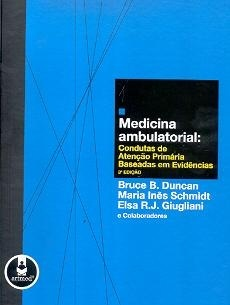 Medicina
ambulatorial:
Condutas de
Atenção Primária
Baseadas em Evidências
3ª EDIÇÃO
Bruce B. Duncan
Maria Inês Schmidt
Elsa R.J. Giugliani
e Colaboradores
artmed